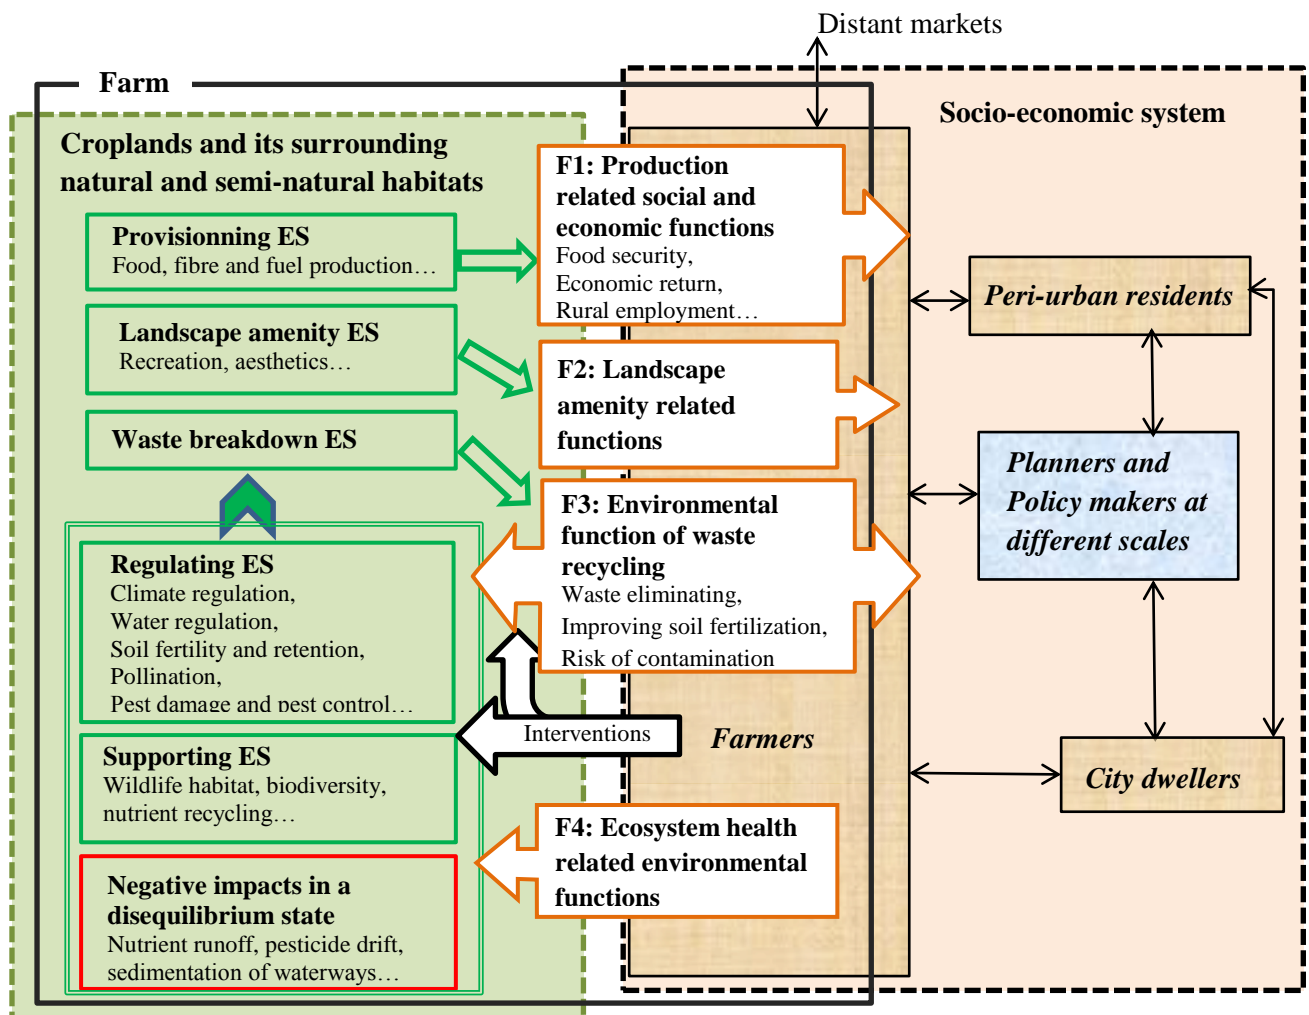 Distant markets
Farm
Socio-economic system
Croplands and its surrounding
natural and semi-natural habitats
Provisionning ES
Food, fibre and fuel production…
Landscape amenity ES
Recreation, aesthetics…
Waste breakdown ES
Regulating ES
Climate regulation,
Water regulation,
Soil fertility and retention,
Pollination,
Pest damage and pest control…
Supporting ES
Wildlife habitat, biodiversity,
nutrient recycling…
Negative impacts in a
disequilibrium state
Nutrient runoff, pesticide drift,
sedimentation of waterways…
F1: Production
related social and
economic functions
Food security,
Economic return,
Rural employment…
F2: Landscape
amenity related
functions
F3: Environmental
function of waste
recycling
Waste eliminating,
Improving soil fertilization,
Risk of contamination
Interventions
Farmers
F4: Ecosystem health
related environmental
functions
Peri-urban residents
Planners and
Policy makers at
different scales
City dwellers